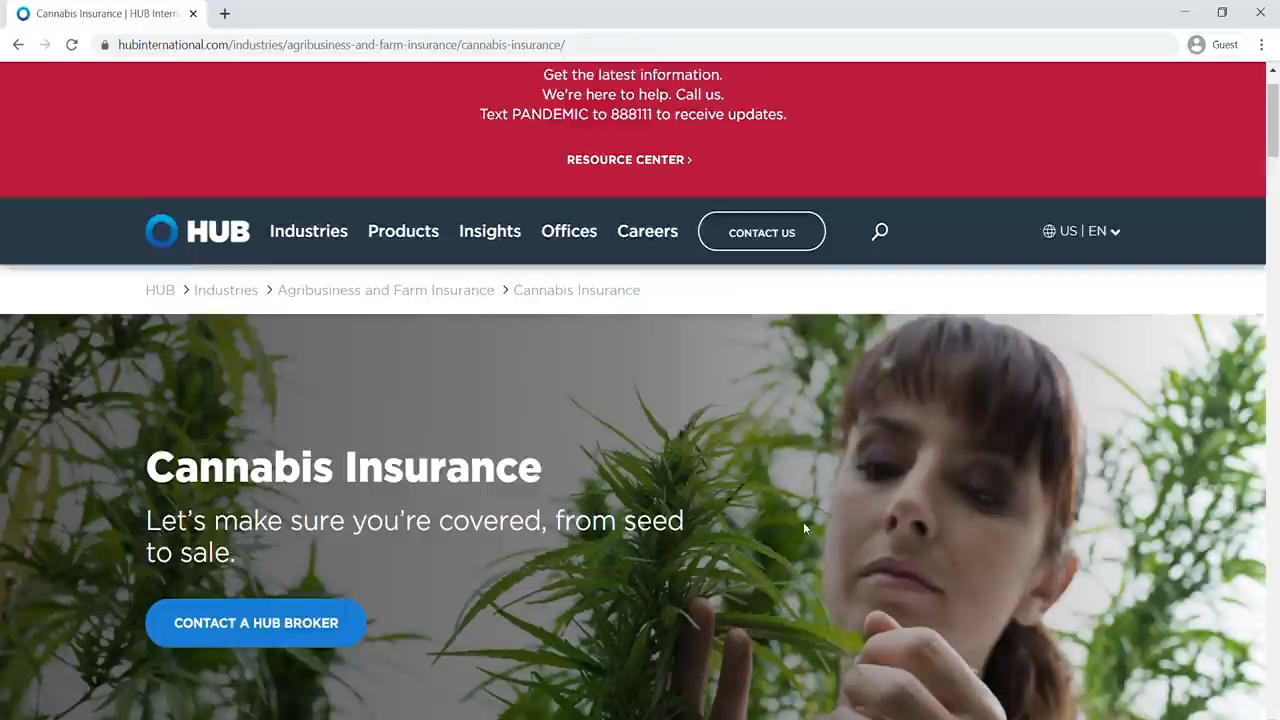 Cannabis Insurance | HUB Intern
hubinternational.com/industries/agribusiness-and-farm-insurance/cannabis-insurance/
Guest
Get the latest information.
We're here to help. Call us.
Text PANDEMIC to 888111 to receive updates.
RESOURCE CENTER ›
HUB Industries Products Insights Offices Careers CONTACT US US | EN
HUB > Industries > Agribusiness and Farm Insurance > Cannabis Insurance
Cannabis Insurance
Let's make sure you're covered, from seed
to sale.
CONTACT A HUB BROKER